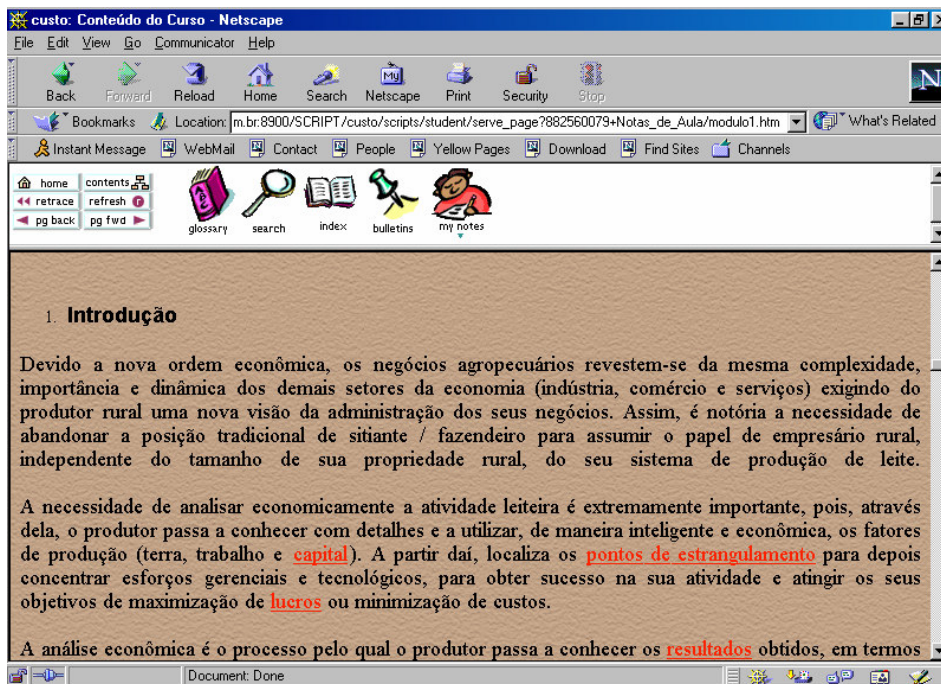 custo: Conteúdo do Curso - Netscape
File Edit View Go Communicator Help
Back Forward Reload Home Search Netscape Print Security Stop
My
N
Bookmarks Location: m.br:8900/SCRIPT/custo/scripts/student/serve_page?882560079+Notas_de_Aula/modulo1.htm What's Related
Instant Message WebMail Contact People Yellow Pages Download Find Sites Channels
home contents
retrace refresh
pg back pg fwd
glossary search index bulletins my notes
1. Introdução
Devido a nova ordem econômica, os negócios agropecuários revestem-se da mesma complexidade,
importância e dinâmica dos demais setores da economia (indústria, comércio e serviços) exigindo do
produtor rural uma nova visão da administração dos seus negócios. Assim, é notória a necessidade de
abandonar a posição tradicional de sitiante / fazendeiro para assumir o papel de empresário rural,
independente do tamanho de sua propriedade rural, do seu sistema de produção de leite.
A necessidade de analisar economicamente a atividade leiteira é extremamente importante, pois, através
dela, o produtor passa a conhecer com detalhes e a utilizar, de maneira inteligente e econômica, os fatores
de produção (terra, trabalho e capital). A partir daí, localiza os pontos de estrangulamento para depois
concentrar esforços gerenciais e tecnológicos, para obter sucesso na sua atividade e atingir os seus
objetivos de maximização de lucros ou minimização de custos.
A análise econômica é o processo pelo qual o produtor passa a conhecer os resultados obtidos, em termos
Document: Done